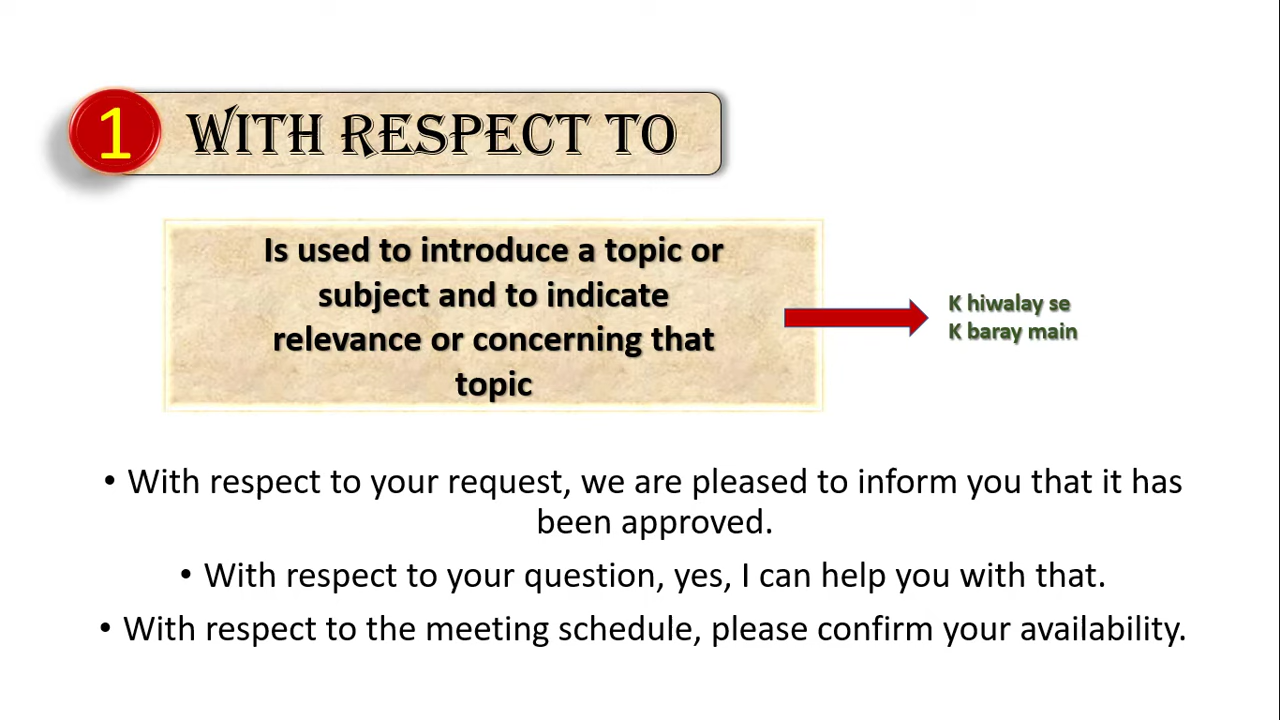 1
WITH RESPECT TO
Is used to introduce a topic or
subject and to indicate
relevance or concerning that
topic
K hiwalay se
K baray main
• With respect to your request, we are pleased to inform you that it has
been approved.
• With respect to your question, yes, I can help you with that.
• With respect to the meeting schedule, please confirm your availability.